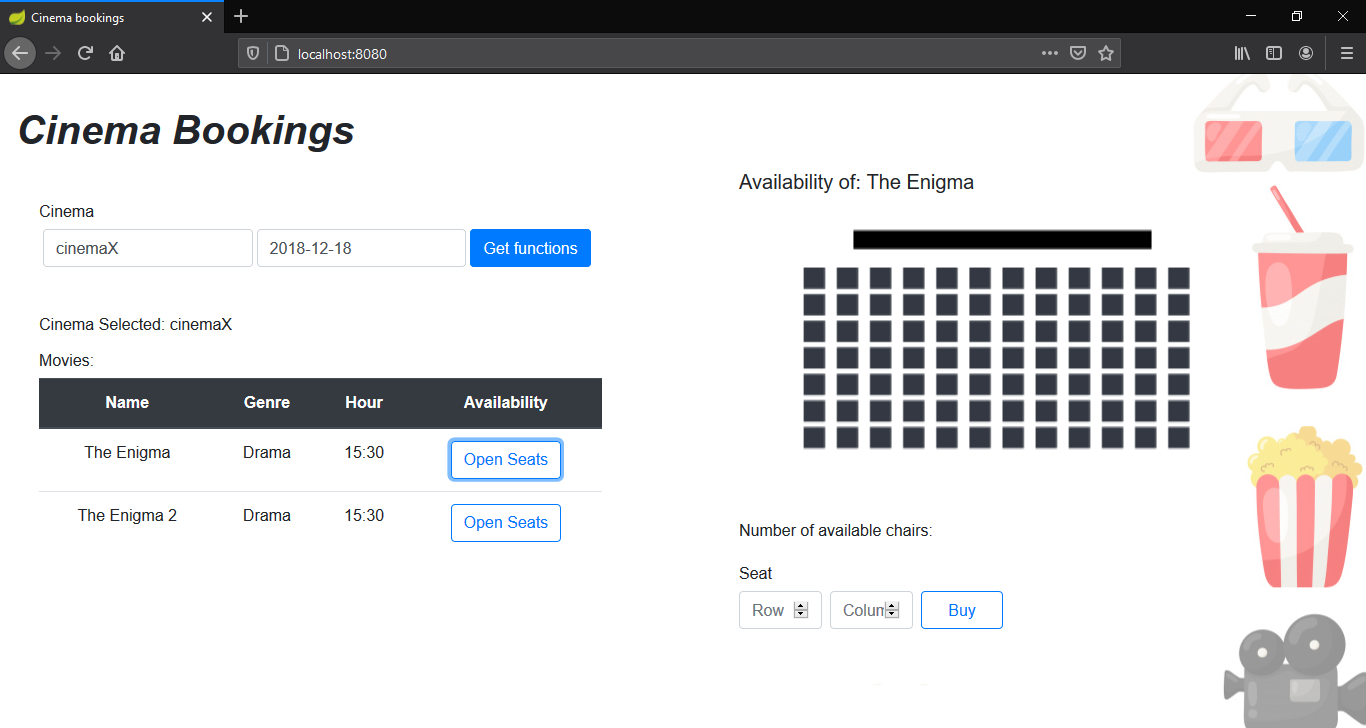 Cinema bookings
localhost:8080
Cinema Bookings
Cinema
cinemaX 2018-12-18 Get functions
Cinema Selected: cinemaX
Movies:
Name Genre Hour Availability
The Enigma Drama 15:30 Open Seats
The Enigma 2 Drama 15:30 Open Seats
Availability of: The Enigma
Number of available chairs:
Seat
Row Colum Buy